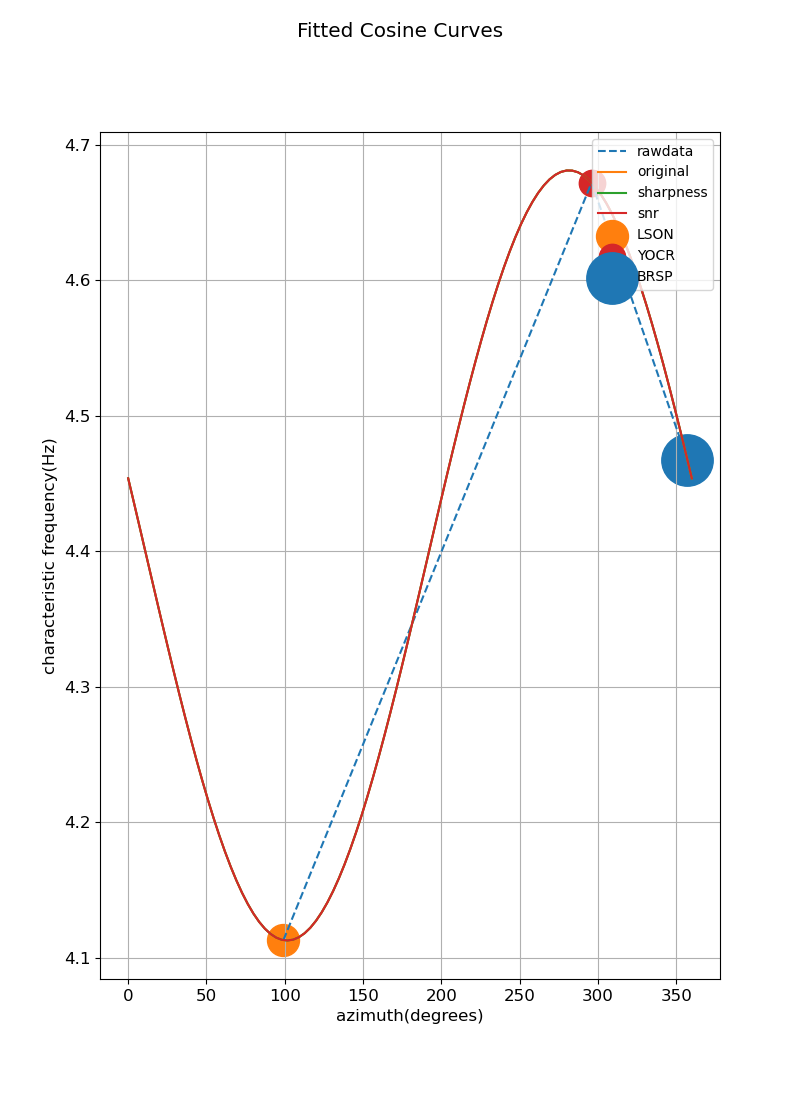 Fitted Cosine Curves
4.7
4.6
4.5
4.4
4.3
4.2
4.1
characteristic frequency(Hz)
rawdata
original
sharpness
snr
LSON
YOCR
BRSP
0 50 100 150 200 250 300 350
azimuth(degrees)